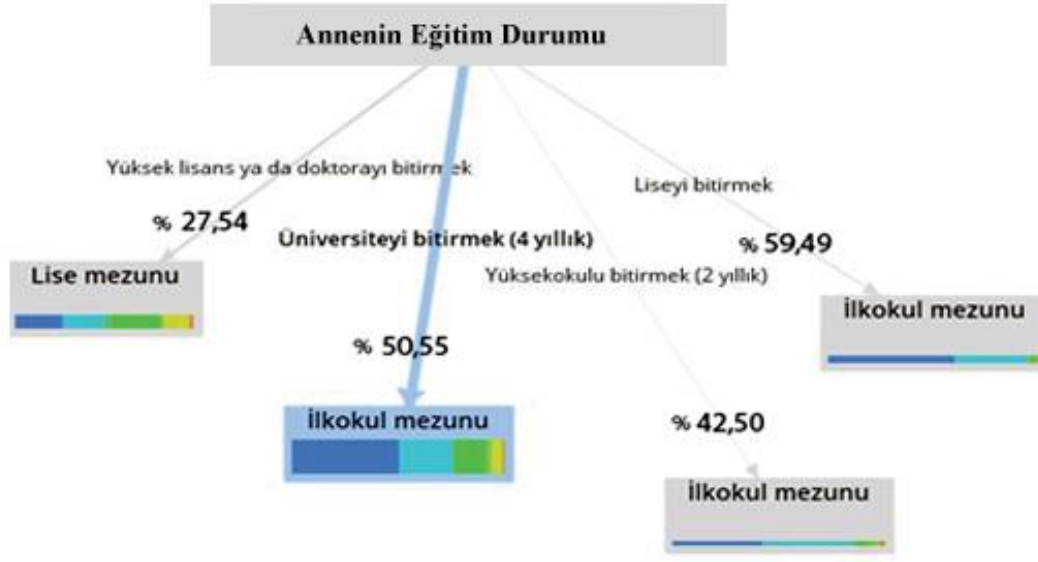 Annenin Eğitim Durumu
Yüksek lisans ya da doktorayı bitirmek
% 27,54
Lise mezunu
Üniversiteyi bitirmek (4 yıllık)
% 50,55
İlkokul mezunu
Yüksekokulu bitirmek (2 yıllık)
% 42,50
İlkokul mezunu
Liseyi bitirmek
% 59,49
İlkokul mezunu